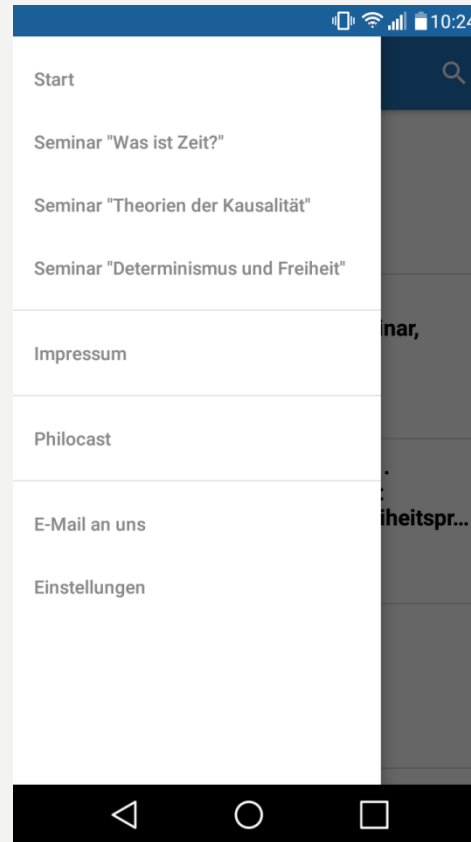 10:24
Start
Seminar "Was ist Zeit?"
Seminar "Theorien der Kausalität"
Seminar "Determinismus und Freiheit"
inar,
Impressum
Philocast
iheitspr...
E-Mail an uns
Einstellungen